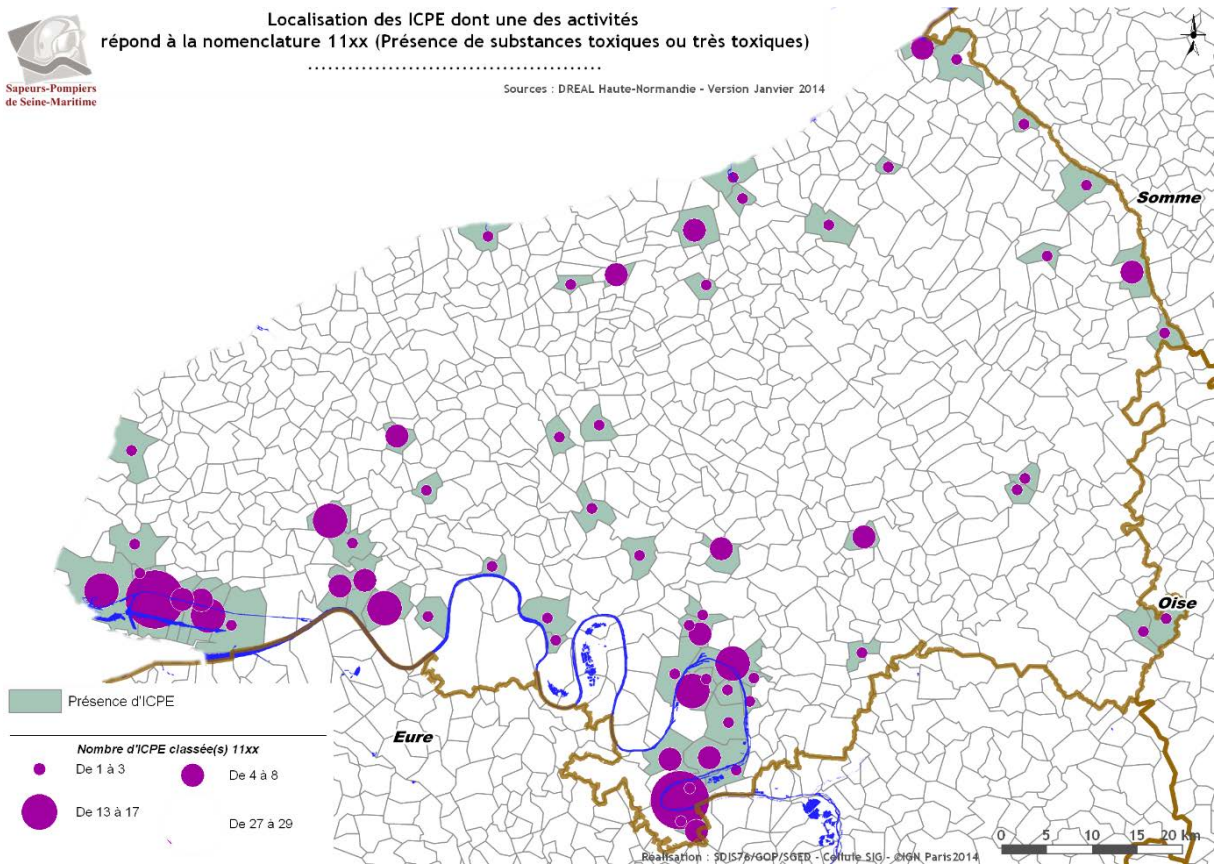 Localisation des ICPE dont une des activités
répond à la nomenclature 11xx (Présence de substances toxiques ou très toxiques)
Sources : DREAL Haute-Normandie - Version Janvier 2014
Sapeurs-Pompiers
de Seine-Maritime
Somme
Oise
Eure
Présence d'ICPE
Nombre d'ICPE classée(s) 11xx
De 1 à 3
De 4 à 8
De 13 à 17
De 27 à 29
0 5 10 15 20 km
Réalisation : SDIS76/GOP/SGED - Cellule SIG - ©IGN Paris2014